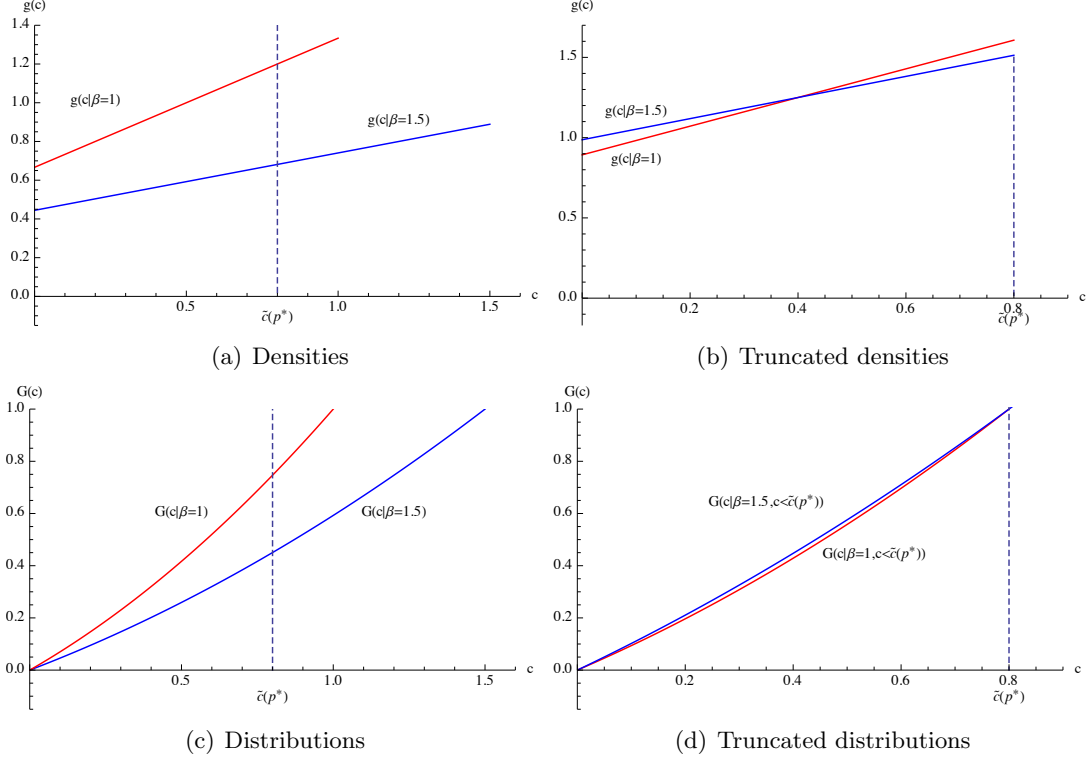 g(c)
1.4
1.2
1.0
0.8
0.6
0.4
0.2
0.0
g(c|β=1)
g(c|β=1.5)
0.5
1.0
1.5
c
c̃(p*)
(a) Densities
g(c)
1.5
1.0
0.5
0.0
g(c|β=1.5)
g(c|β=1)
0.2
0.4
0.6
0.8
c
c̃(p*)
(b) Truncated densities
G(c)
1.0
0.8
0.6
0.4
0.2
0.0
G(c|β=1)
G(c|β=1.5)
0.5
1.0
1.5
c
c̃(p*)
(c) Distributions
G(c)
1.0
0.8
0.6
0.4
0.2
0.0
G(c|β=1.5,c<c̃(p*))
G(c|β=1,c<c̃(p*))
0.2
0.4
0.6
0.8
c
c̃(p*)
(d) Truncated distributions